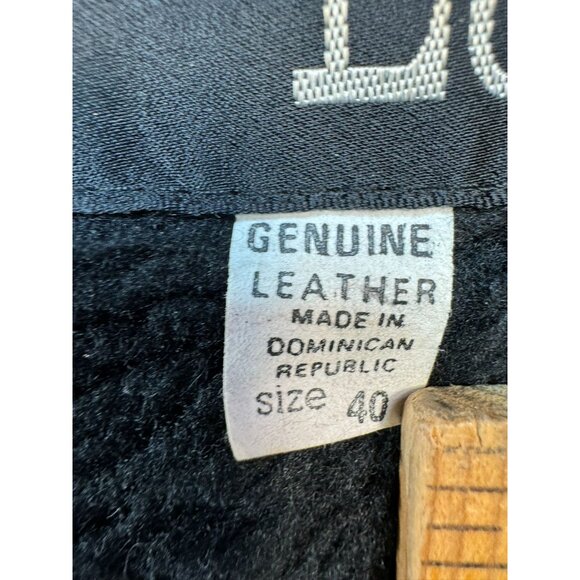 GENUINE
LEATHER
MADE IN
DOMINICAN
REPUBLIC
size 40